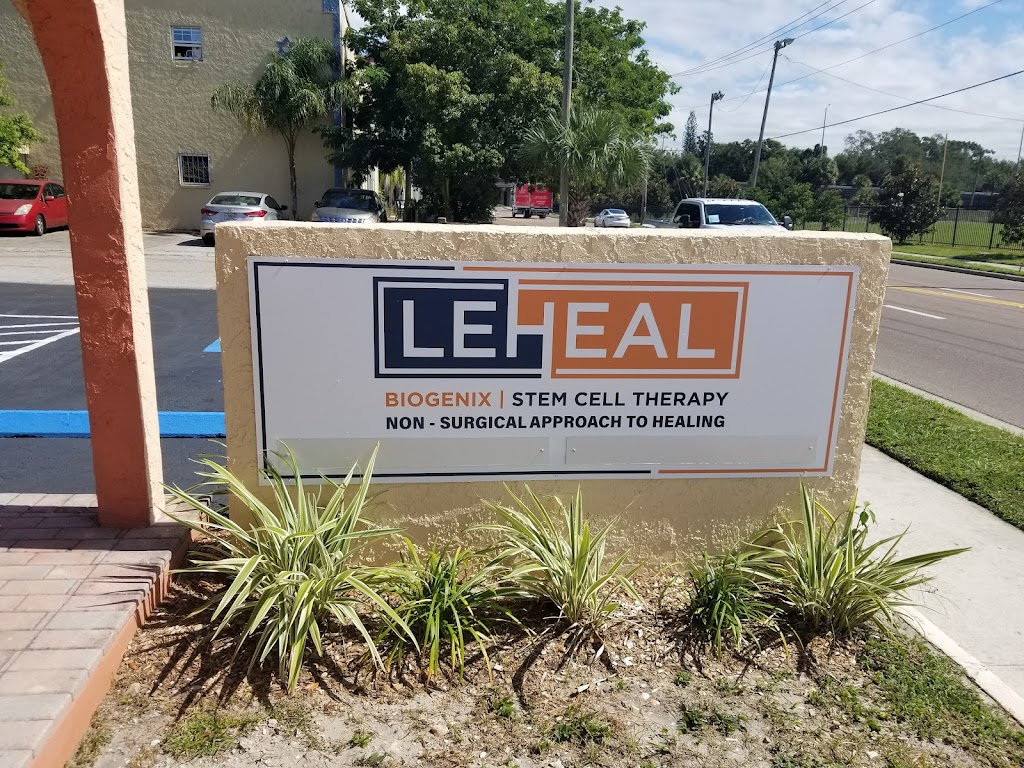 LEHEAL
BIOGENIX | STEM CELL THERAPY
NON - SURGICAL APPROACH TO HEALING